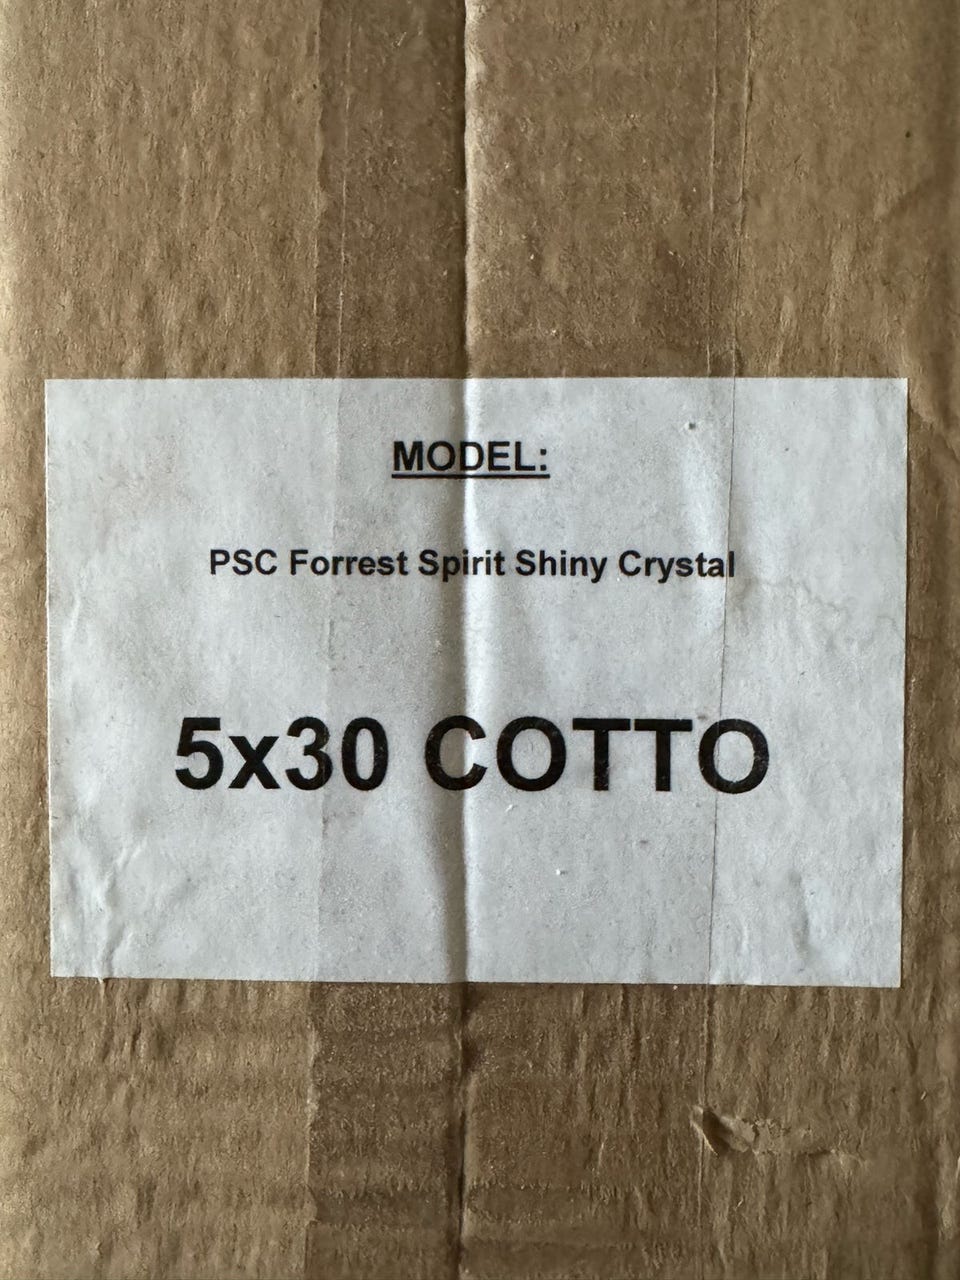 MODEL:
PSC Forrest Spirit Shiny Crystal
5x30 COTTO